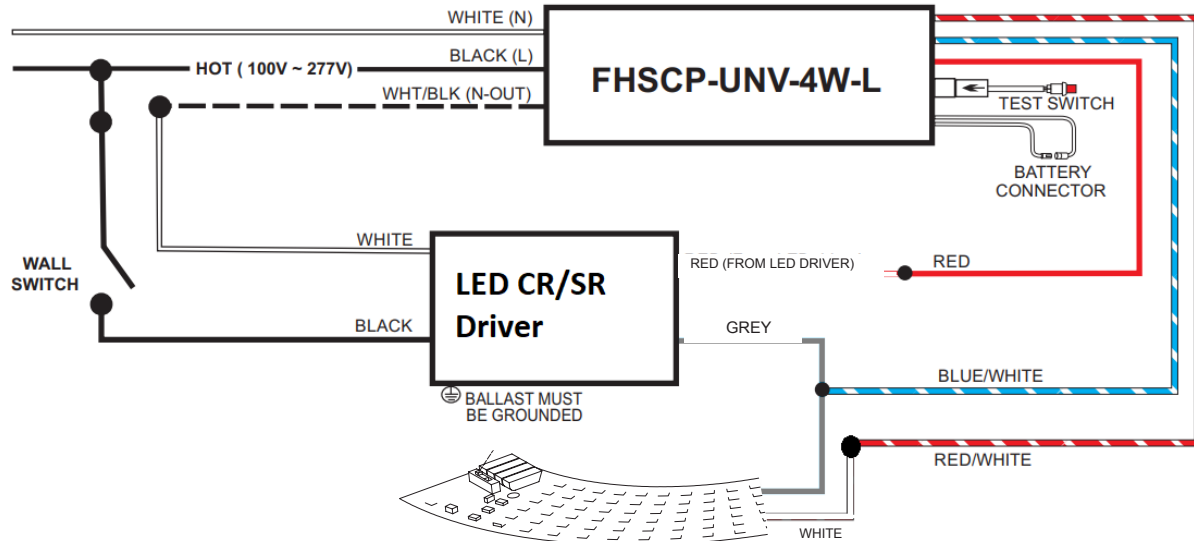 WHITE (N)
BLACK (L)
HOT ( 100V ~ 277V)
WHT/BLK (N-OUT)
FHSCP-UNV-4W-L
TEST SWITCH
BATTERY
CONNECTOR
WALL
SWITCH
WHITE
BLACK
LED CR/SR
Driver
RED (FROM LED DRIVER)
RED
GREY
BALLAST MUST
BE GROUNDED
BLUE/WHITE
RED/WHITE
WHITE